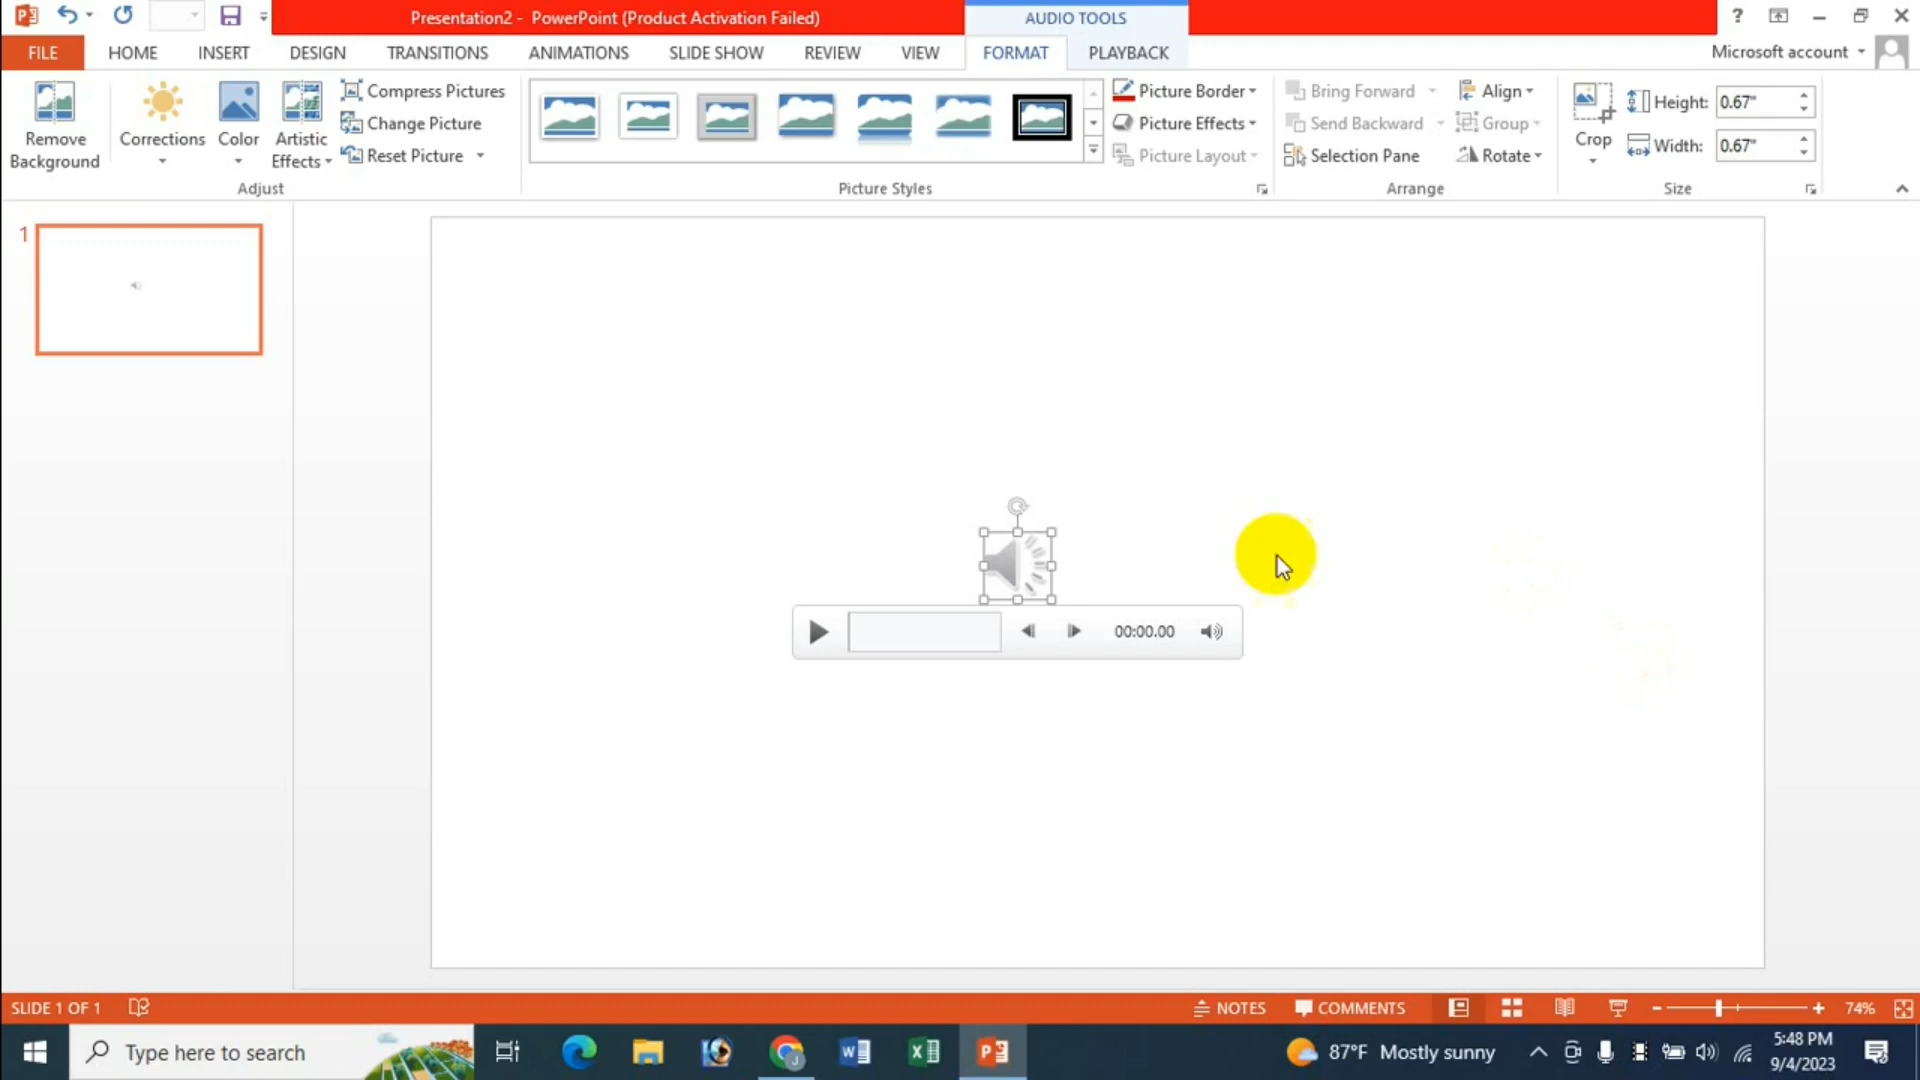 Presentation2 - PowerPoint (Product Activation Failed)
AUDIO TOOLS
?
FILE
HOME
INSERT
DESIGN
TRANSITIONS
ANIMATIONS
SLIDE SHOW
REVIEW
VIEW
FORMAT
PLAYBACK
Microsoft account
Remove
Background
Corrections
Color
Artistic
Effects
Compress Pictures
Change Picture
Reset Picture
Adjust
Picture Styles
Picture Border
Picture Effects
Picture Layout
Bring Forward
Send Backward
Selection Pane
Align
Group
Rotate
Arrange
Crop
Height: 0.67"
Width: 0.67"
Size
1
00:00.00
SLIDE 1 OF 1
NOTES
COMMENTS
74%
Type here to search
87°F Mostly sunny
5:48 PM
9/4/2023